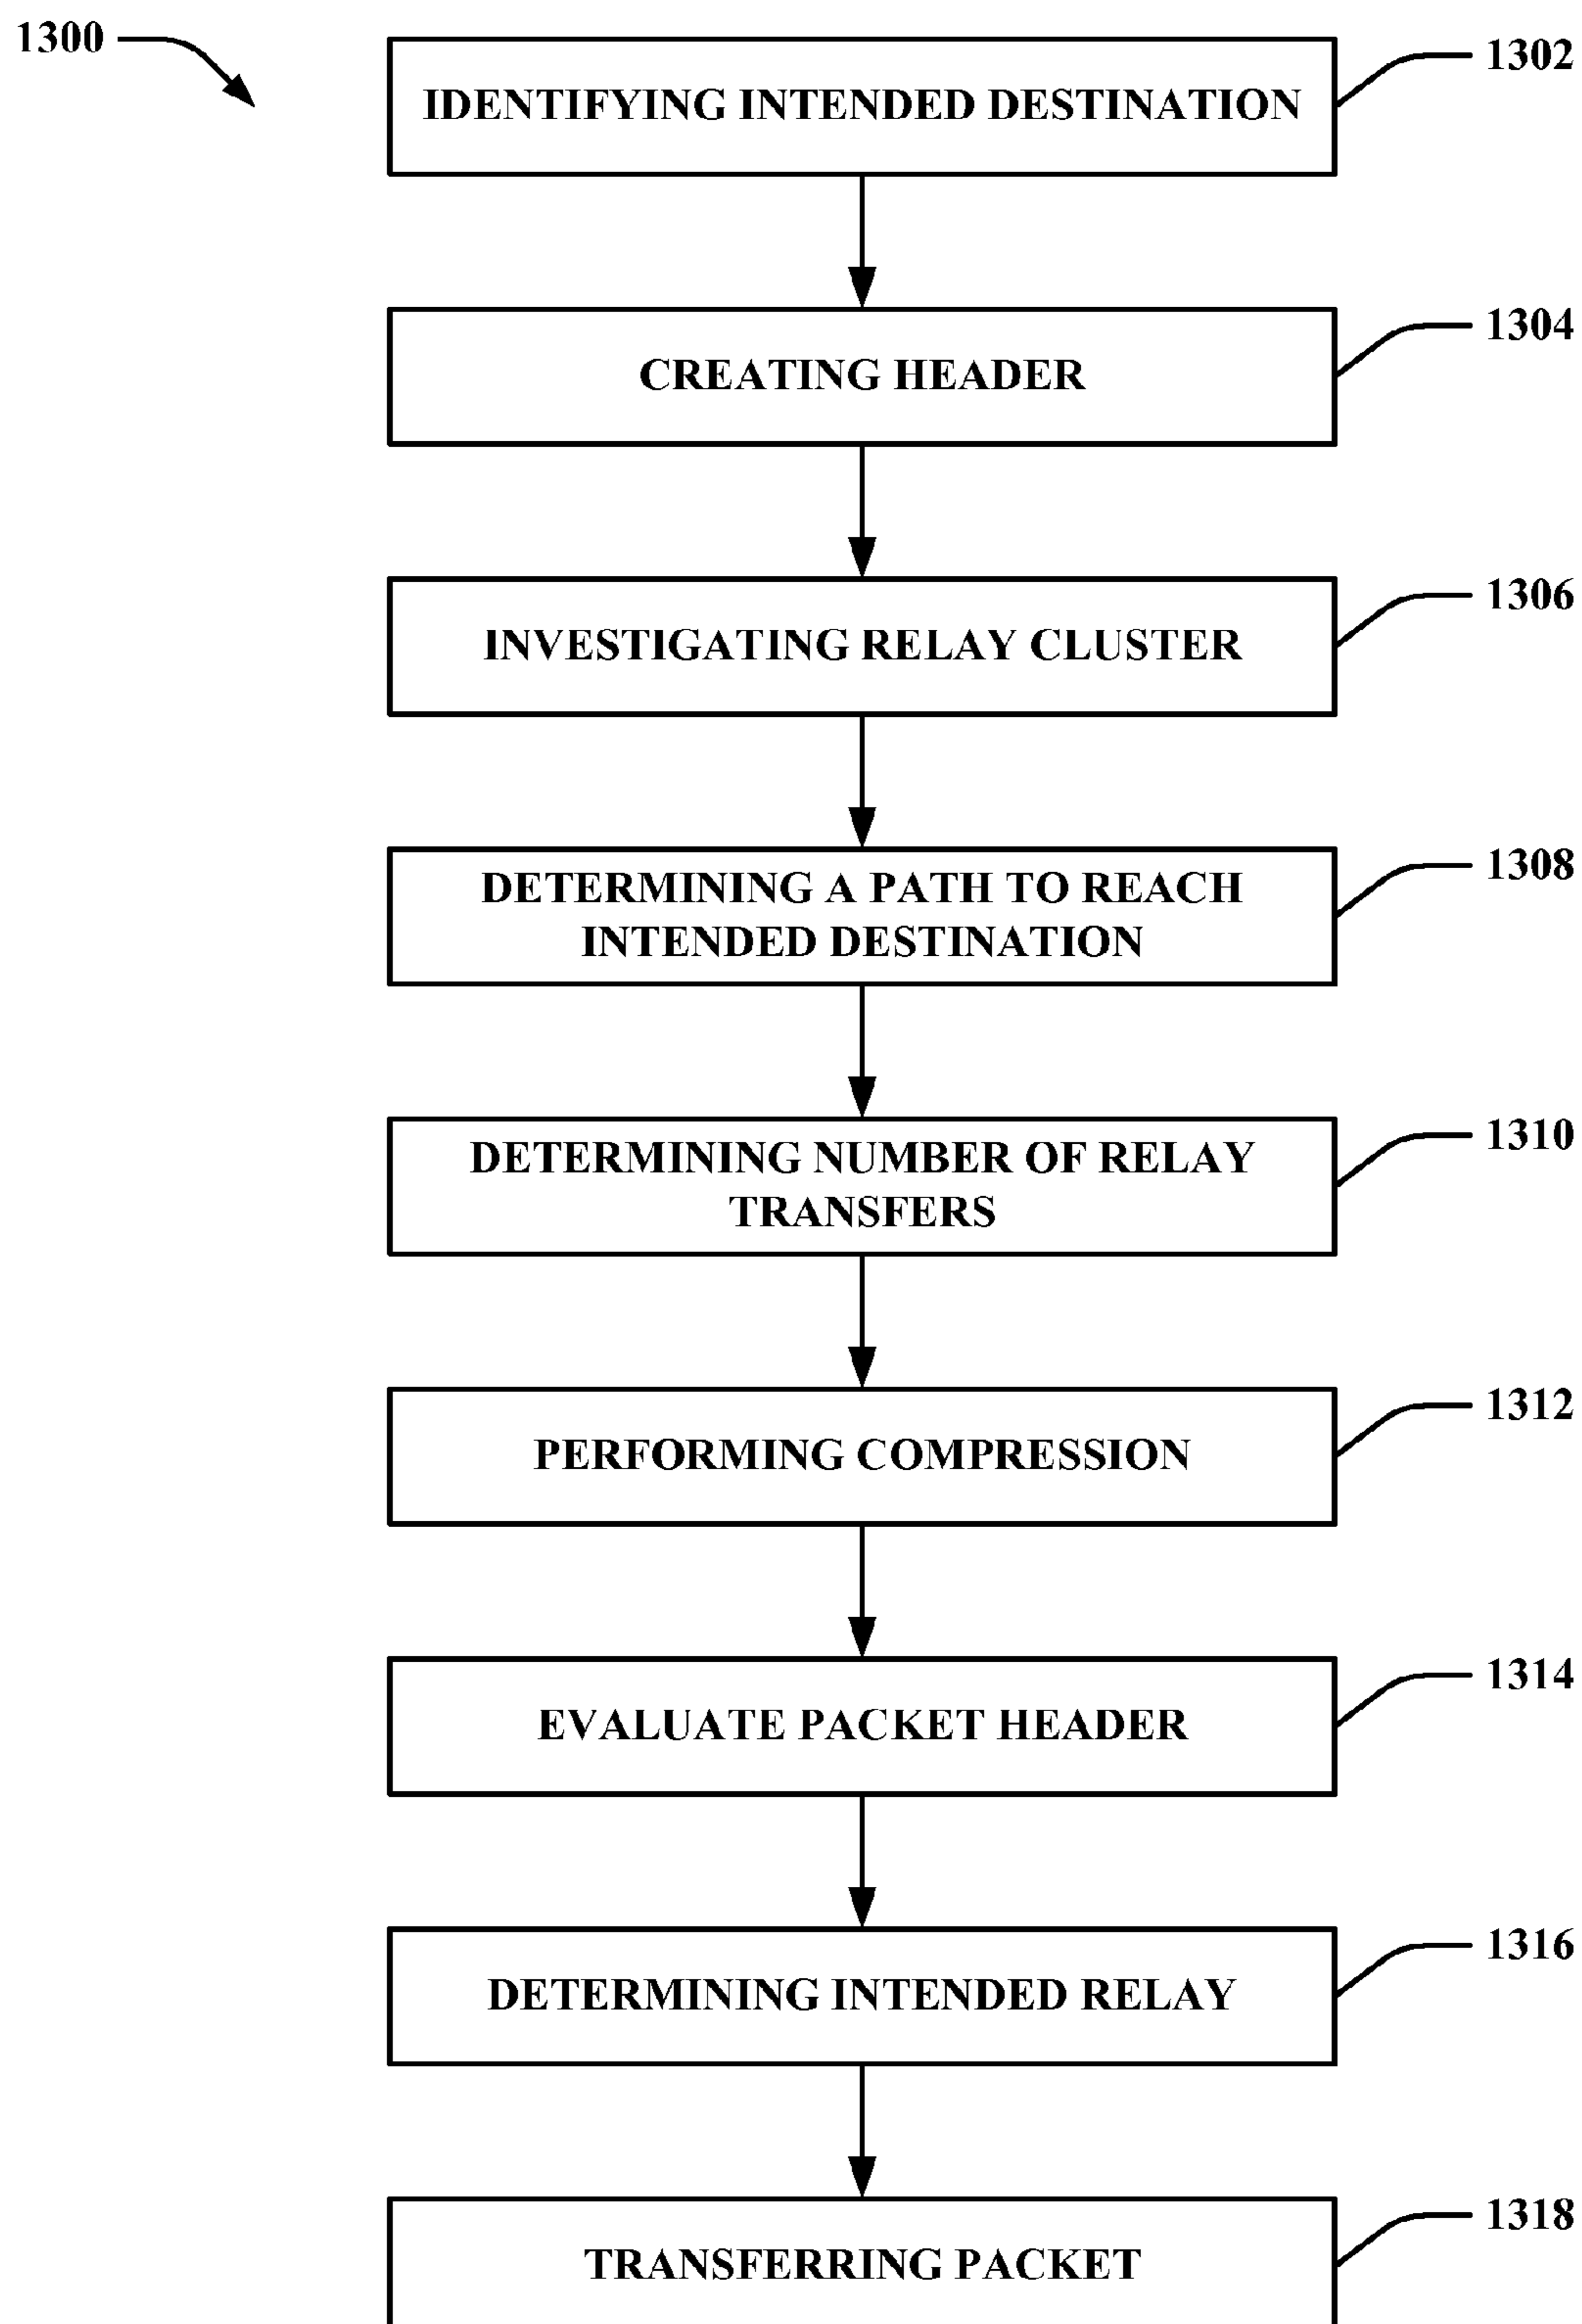 1300
1302
IDENTIFYING INTENDED DESTINATION
1304
CREATING HEADER
1306
INVESTIGATING RELAY CLUSTER
1308
DETERMINING A PATH TO REACH
INTENDED DESTINATION
1310
DETERMINING NUMBER OF RELAY
TRANSFERS
1312
PERFORMING COMPRESSION
1314
EVALUATE PACKET HEADER
1316
DETERMINING INTENDED RELAY
1318
TRANSFERRING PACKET